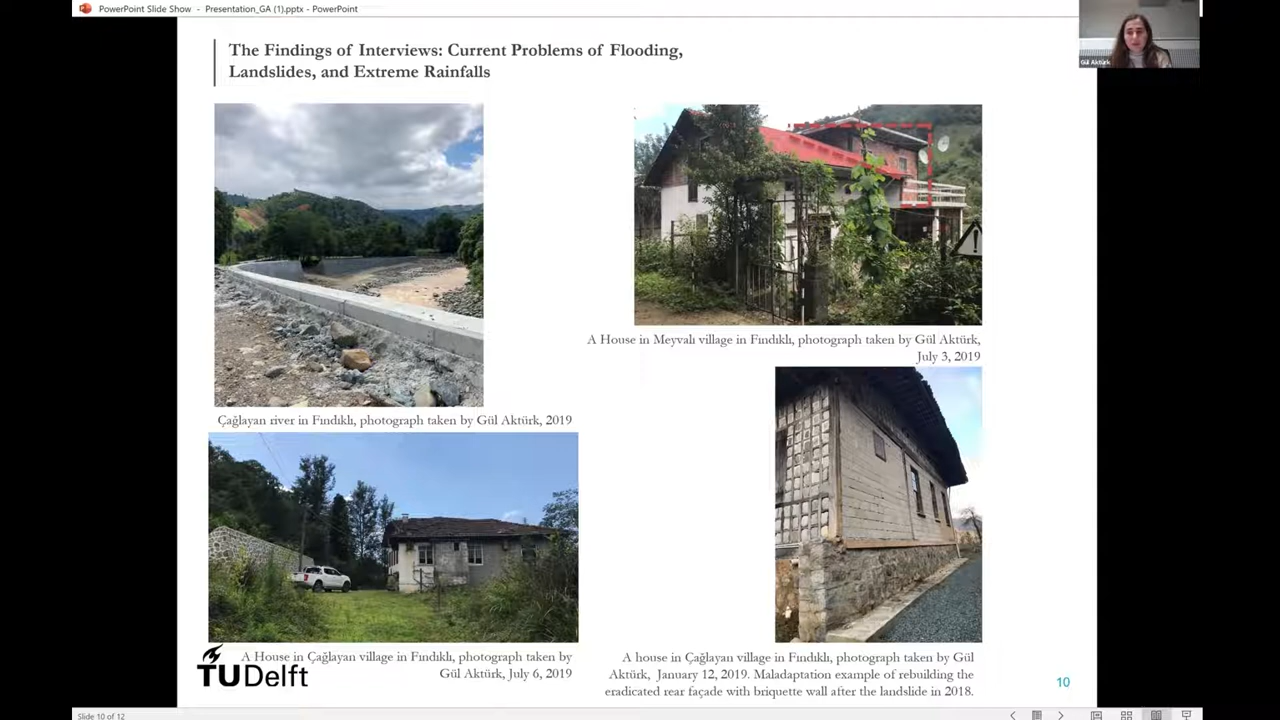 PowerPoint Slide Show - Presentation_GA (1).pptx - PowerPoint
Gül Aktürk
The Findings of Interviews: Current Problems of Flooding,
Landslides, and Extreme Rainfalls
A House in Meyvalı village in Fındıklı, photograph taken by Gül Aktürk,
July 3, 2019
Çağlayan river in Fındıklı, photograph taken by Gül Aktürk, 2019
A House in Çağlayan village in Fındıklı, photograph taken by
Gül Aktürk, July 6, 2019
A house in Çağlayan village in Fındıklı, photograph taken by Gül
Aktürk, January 12, 2019. Maladaptation example of rebuilding the
eradicated rear façade with briquette wall after the landslide in 2018.
TUDelft
10
Slide 10 of 12